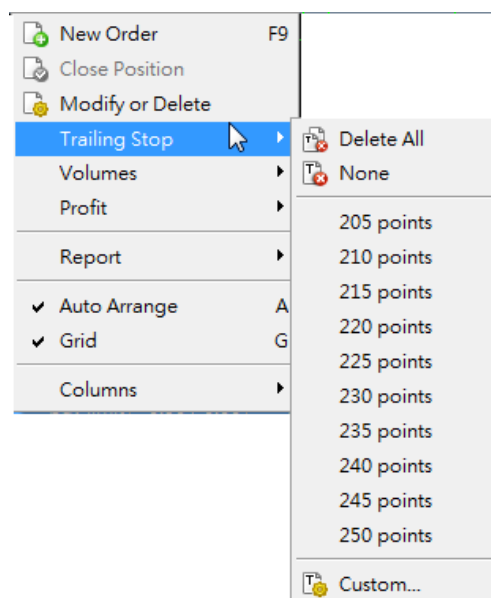 New Order F9
Close Position
Modify or Delete
Trailing Stop
Volumes
Profit
Report
Auto Arrange A
Grid G
Columns
Delete All
None
205 points
210 points
215 points
220 points
225 points
230 points
235 points
240 points
245 points
250 points
Custom...